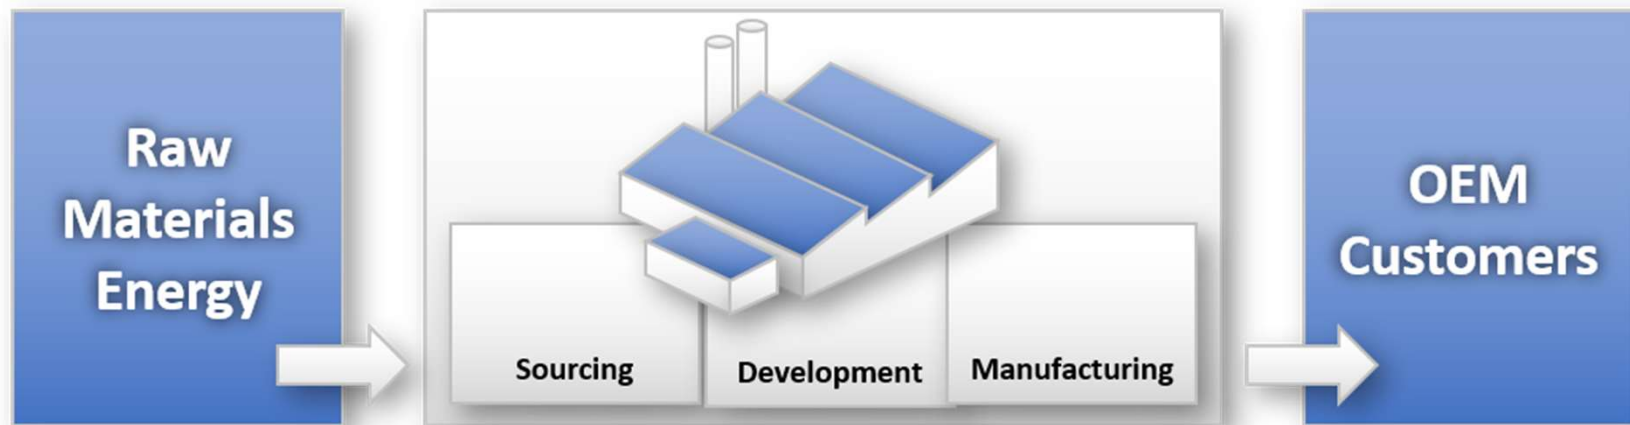 Raw
Materials
Energy
Sourcing
Development
Manufacturing
OEM
Customers